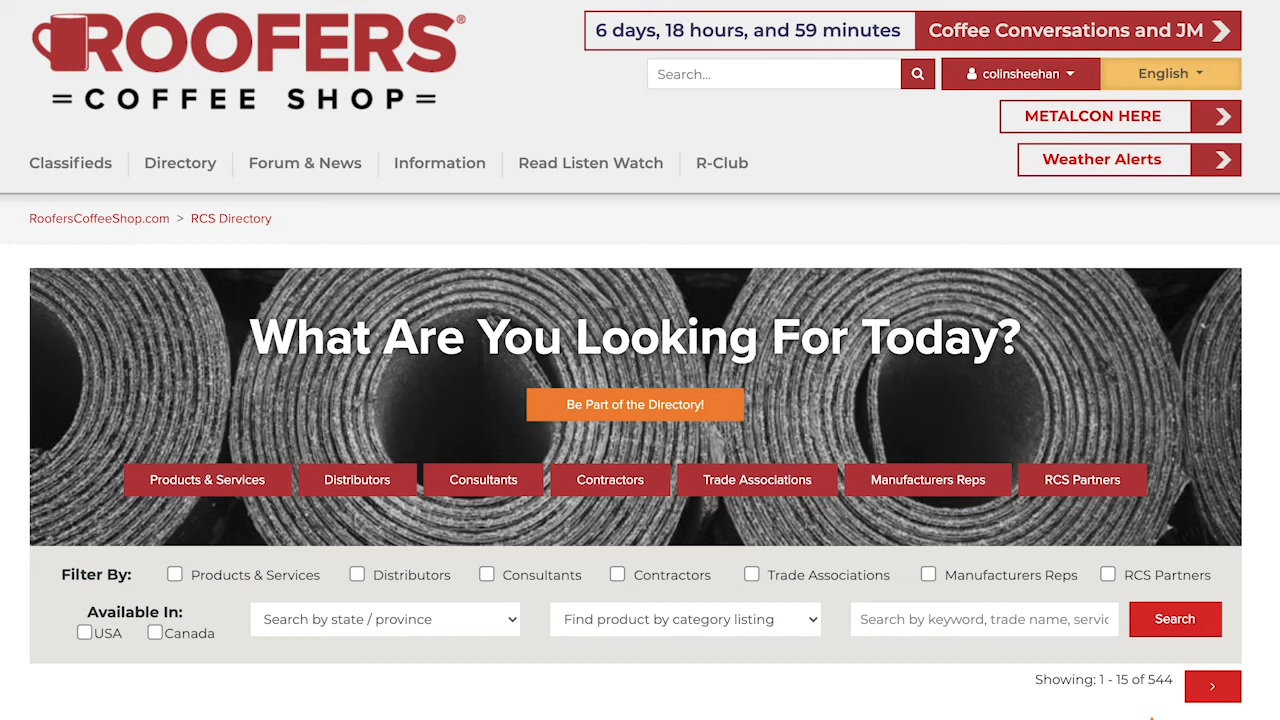 ROOFERS®
COFFEE SHOP
6 days, 18 hours, and 59 minutes
Coffee Conversations and JM
Search...
colinsheehan
English
METALCON HERE
Weather Alerts
Classifieds
Directory
Forum & News
Information
Read Listen Watch
R-Club
RoofersCoffeeShop.com > RCS Directory
What Are You Looking For Today?
Be Part of the Directory!
Products & Services
Distributors
Consultants
Contractors
Trade Associations
Manufacturers Reps
RCS Partners
Filter By:
Products & Services
Distributors
Consultants
Contractors
Trade Associations
Manufacturers Reps
RCS Partners
Available In:
USA
Canada
Search by state / province
Find product by category listing
Search by keyword, trade name, servic
Search
Showing: 1 - 15 of 544